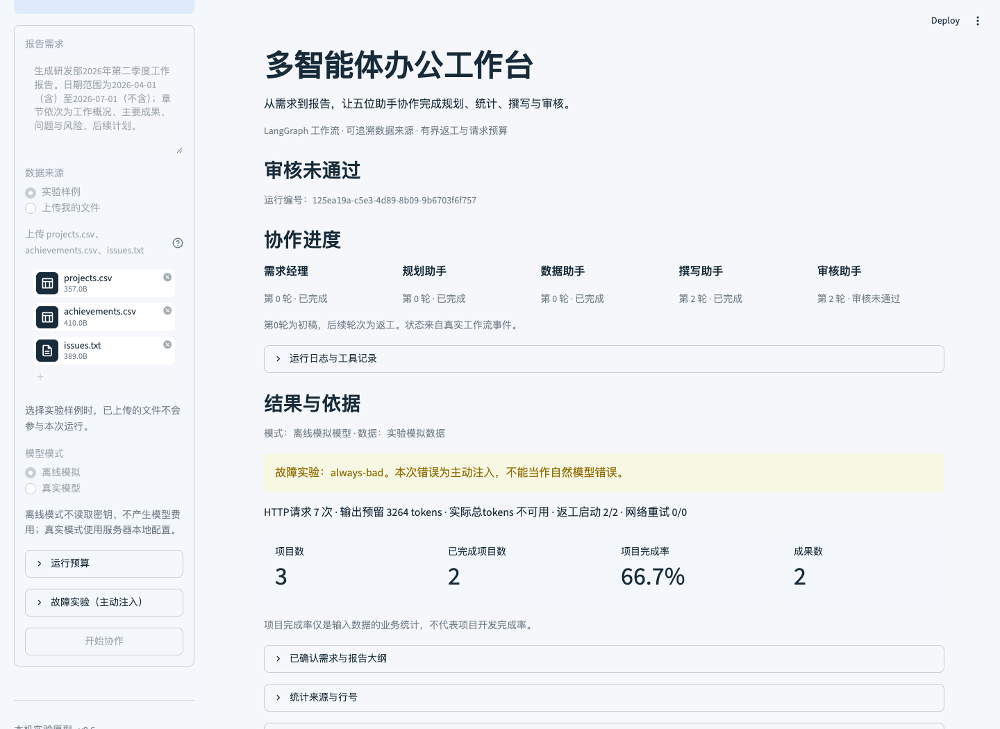 报告需求
生成研发部2026年第二季度工作
报告。日期范围为2026-04-01
（含）至2026-07-01（不含）；章
节依次为工作概况、主要成果、
问题与风险、后续计划。
数据来源
实验样例
上传我的文件
上传 projects.csv、
achievements.csv、issues.txt
projects.csv
357.0B
achievements.csv
410.0B
issues.txt
389.0B
选择实验样例时，已上传的文件不会
参与本次运行。
模型模式
离线模拟
真实模型
离线模式不读取密钥、不产生模型费
用；真实模式使用服务器本地配置。
运行预算
故障实验（主动注入）
开始协作
Deploy
多智能体办公工作台
从需求到报告，让五位助手协作完成规划、统计、撰写与审核。
LangGraph 工作流 · 可追溯数据来源 · 有界返工与请求预算
审核未通过
运行编号：125ea19a-c5e3-4d89-8b09-9b6703f6f757
协作进度
需求经理 规划助手 数据助手 撰写助手 审核助手
第 0 轮 · 已完成 第 0 轮 · 已完成 第 0 轮 · 已完成 第 2 轮 · 已完成 第 2 轮 · 审核未通过
第0轮为初稿，后续轮次为返工。状态来自真实工作流事件。
运行日志与工具记录
结果与依据
模式：离线模拟模型 · 数据：实验模拟数据
故障实验：always-bad。本次错误为主动注入，不能当作自然模型错误。
HTTP请求 7 次 · 输出预留 3264 tokens · 实际总tokens 不可用 · 返工启动 2/2 · 网络重试 0/0
项目数 已完成项目数 项目完成率 成果数
3 2 66.7% 2
项目完成率仅是输入数据的业务统计，不代表项目开发完成率。
已确认需求与报告大纲
统计来源与行号